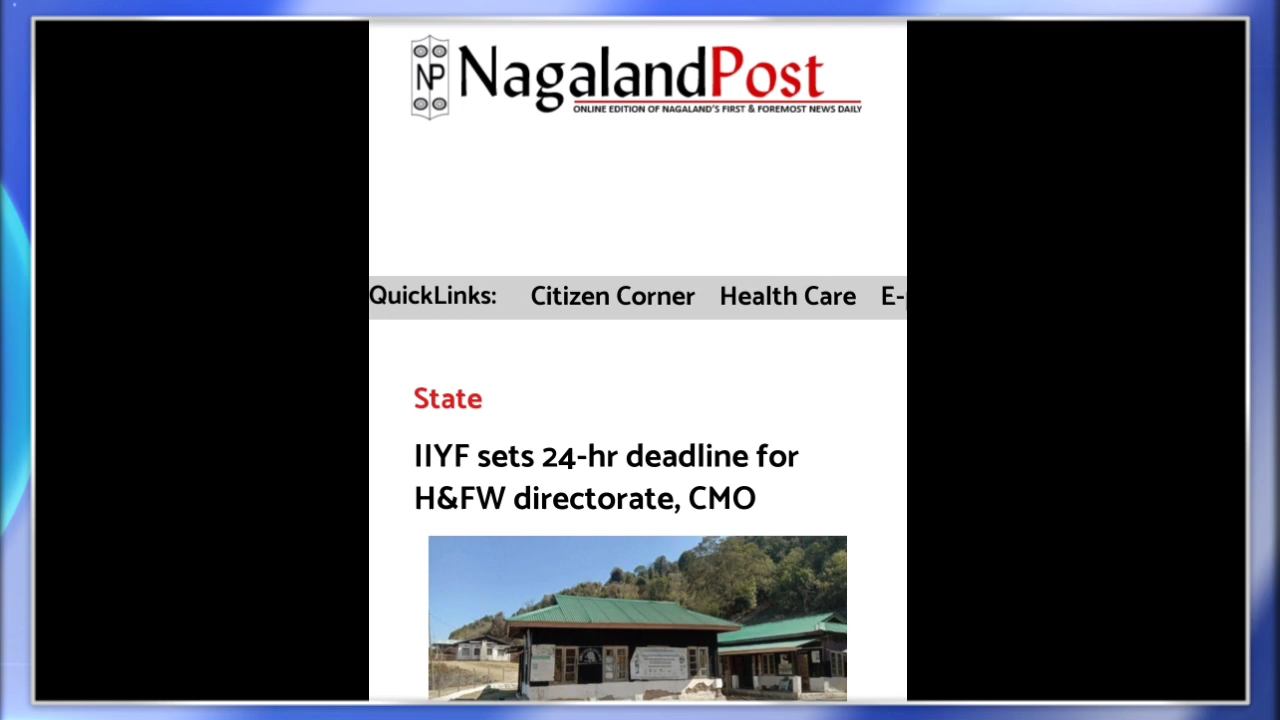 NP NagalandPost
ONLINE EDITION OF NAGALAND'S FIRST & FOREMOST NEWS DAILY
QuickLinks: Citizen Corner Health Care E-
State
IIYF sets 24-hr deadline for
H&FW directorate, CMO